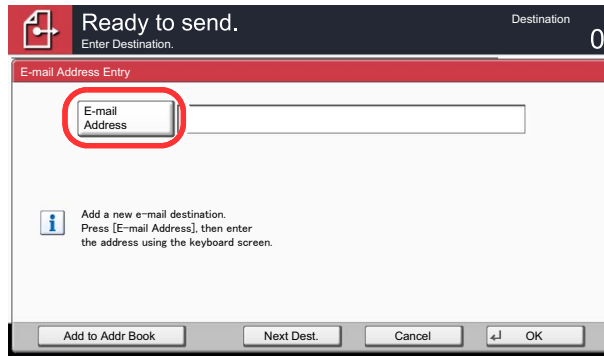 Ready to send.
Destination
Enter Destination.
0
E-mail Address Entry
E-mail
Address
Add a new e-mail destination.
Press [E-mail Address], then enter
the address using the keyboard screen.
Add to Addr Book
Next Dest.
Cancel
OK